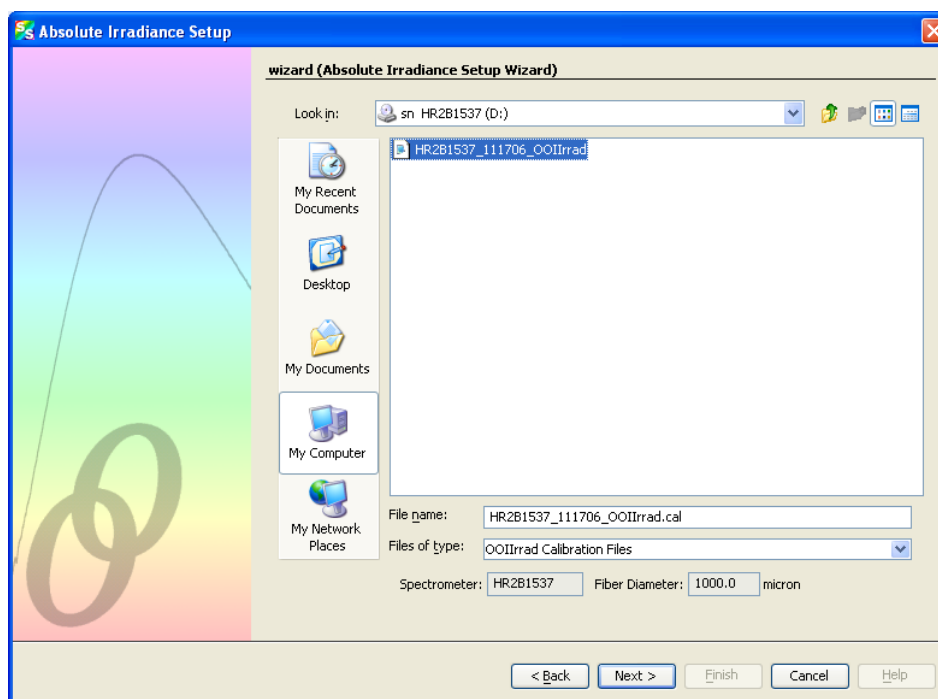 Absolute Irradiance Setup
wizard (Absolute Irradiance Setup Wizard)
Look in: sn HR2B1537 (D:)
HR2B1537_111706_OOIIrrad
My Recent
Documents
Desktop
My Documents
My Computer
My Network
Places
File name: HR2B1537_111706_OOIIrrad.cal
Files of type: OOIIrrad Calibration Files
Spectrometer: HR2B1537 Fiber Diameter: 1000.0 micron
< Back Next > Finish Cancel Help